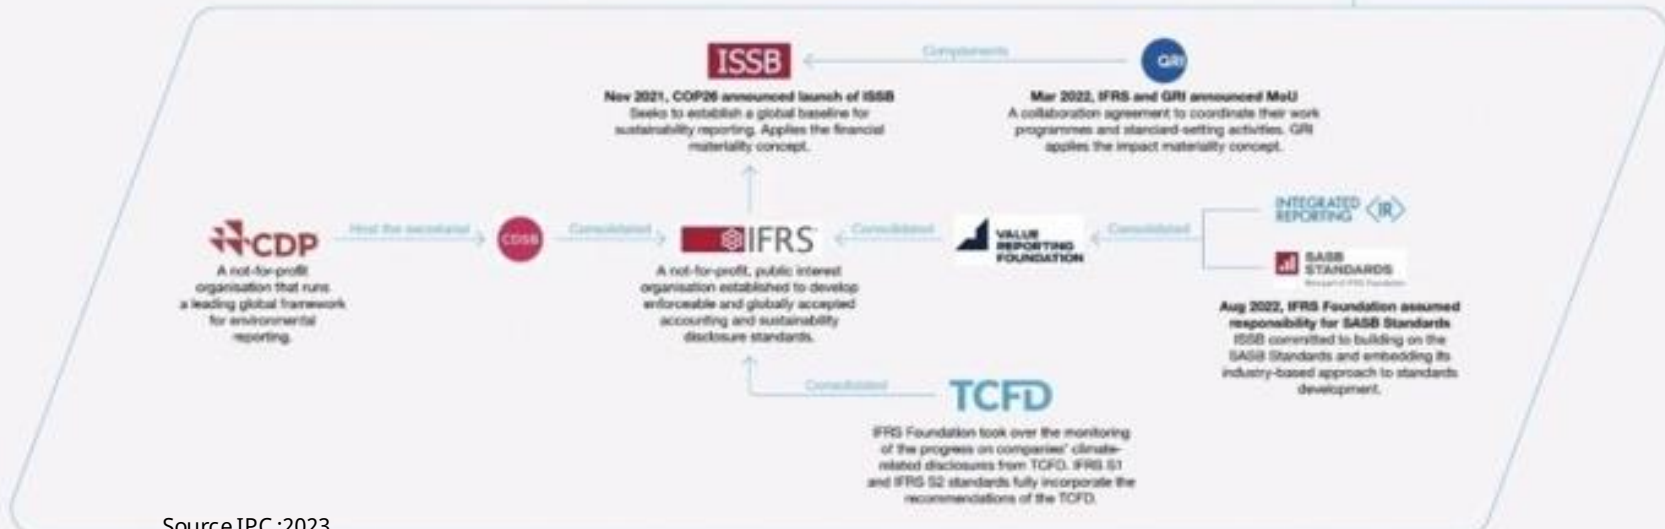 ISSB
Complements
GRI
Nov 2021, COP26 announced launch of ISSB
Seeks to establish a global baseline for
sustainability reporting. Applies the financial
materiality concept.
Mar 2022, IFRS and GRI announced MoU
A collaboration agreement to coordinate their work
programmes and standard-setting activities. GRI
applies the impact materiality concept.
CDP
Host the secretariat
CDSB
Consolidated
IFRS
Consolidated
VALUE
REPORTING
FOUNDATION
Consolidated
INTEGRATED
REPORTING
IR
SASB
STANDARDS
A not-for-profit
organisation that runs
a leading global framework
for environmental
reporting.
A not-for-profit, public interest
organisation established to develop
enforceable and globally accepted
accounting and sustainability
disclosure standards.
Aug 2022, IFRS Foundation assumed
responsibility for SASB Standards
ISSB committed to building on the
SASB Standards and embedding its
industry-based approach to standards
development.
Consolidated
TCFD
IFRS Foundation took over the monitoring
of the progress on companies' climate-
related disclosures from TCFD. IFRS S1
and IFRS S2 standards fully incorporate the
recommendations of the TCFD.
Source IPC :2023